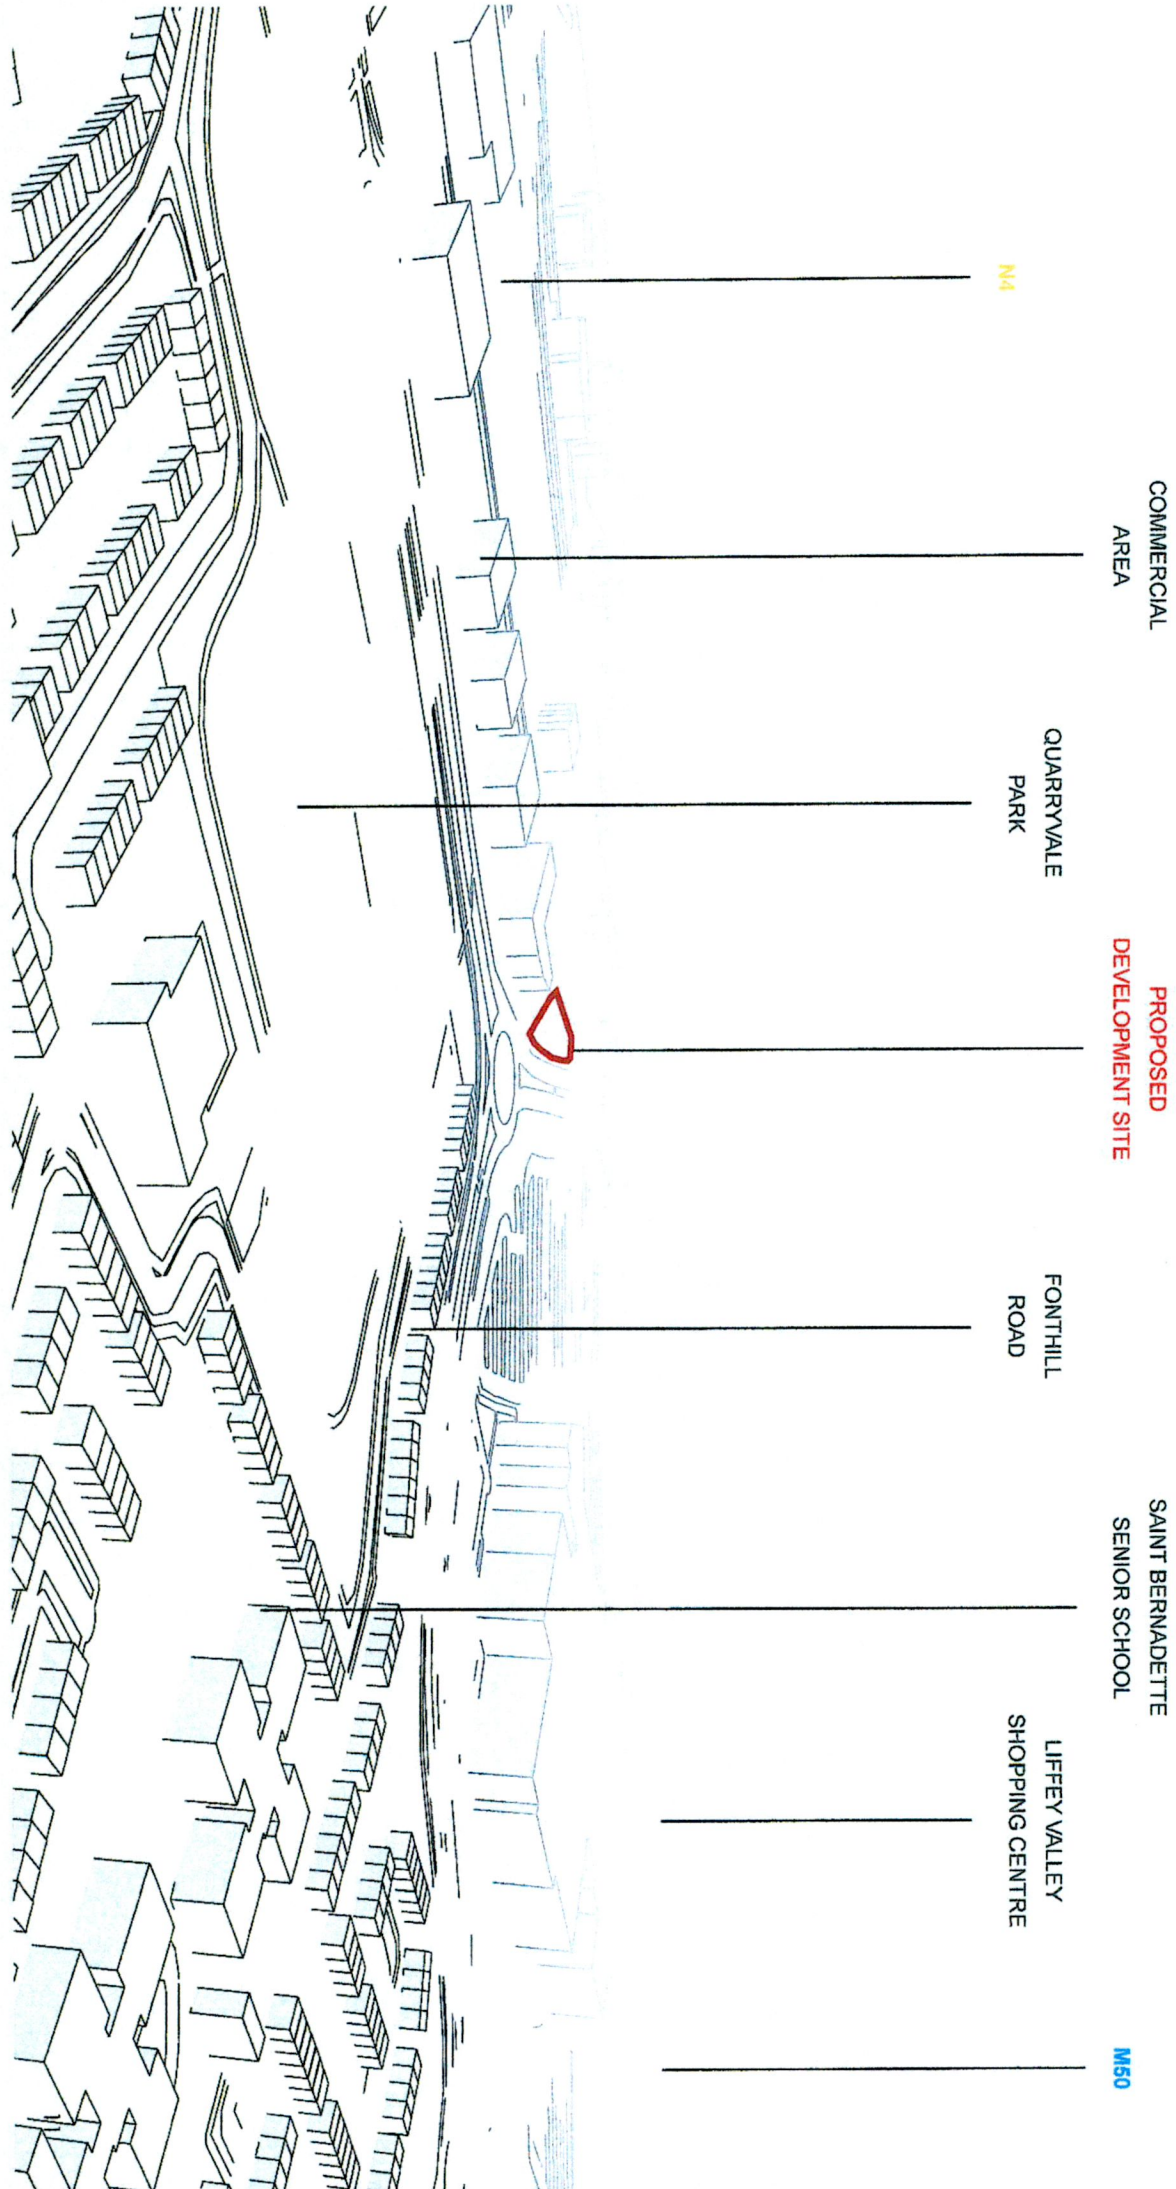 N4
COMMERCIAL
AREA
QUARRYVALE
PARK
PROPOSED
DEVELOPMENT SITE
FONTHILL
ROAD
SAINT BERNADETTE
SENIOR SCHOOL
LIFFEY VALLEY
SHOPPING CENTRE
M50